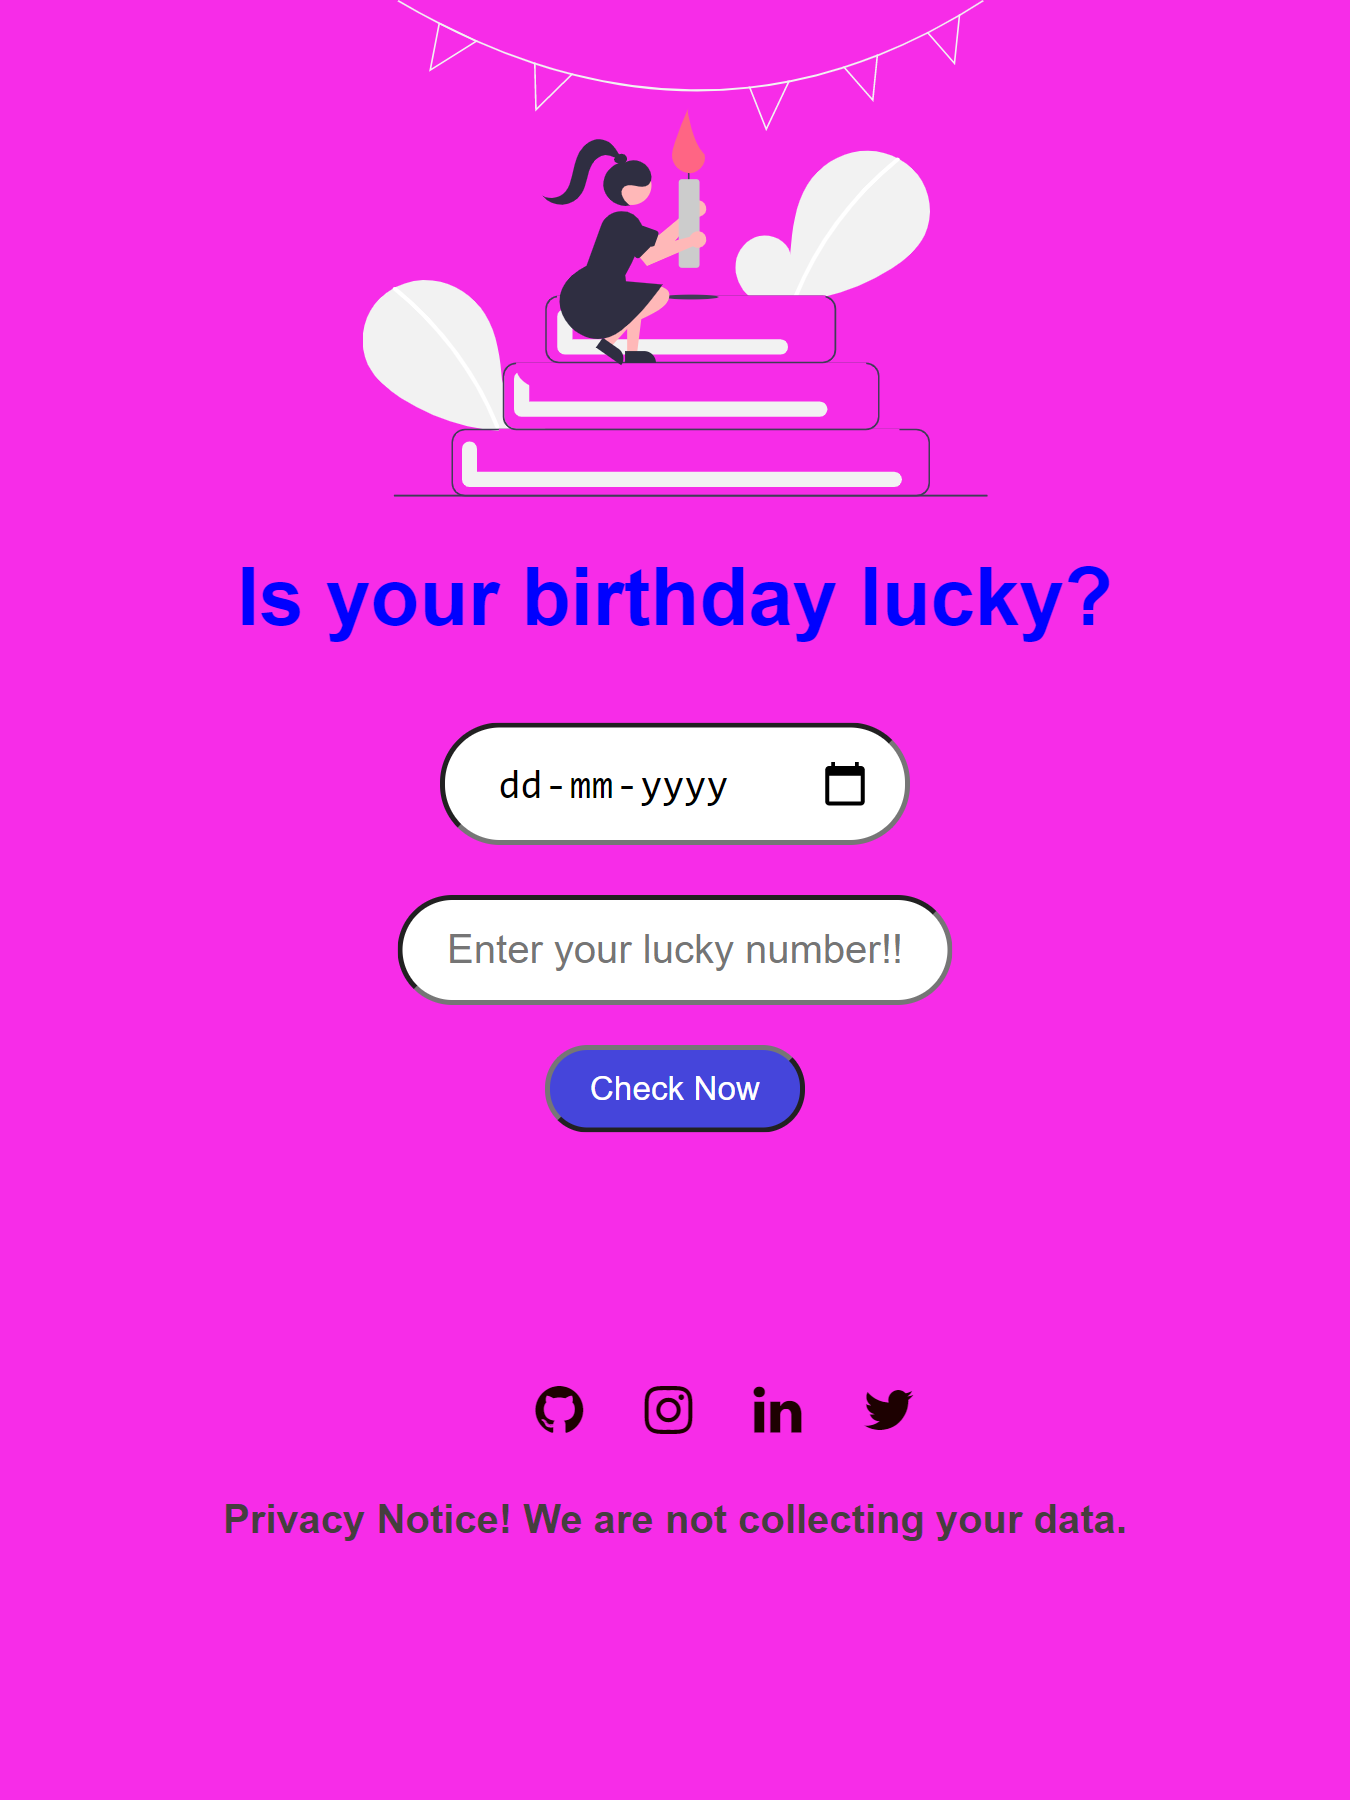 Is your birthday lucky?
dd-mm-yyyy
Enter your lucky number!!
Check Now
Privacy Notice! We are not collecting your data.